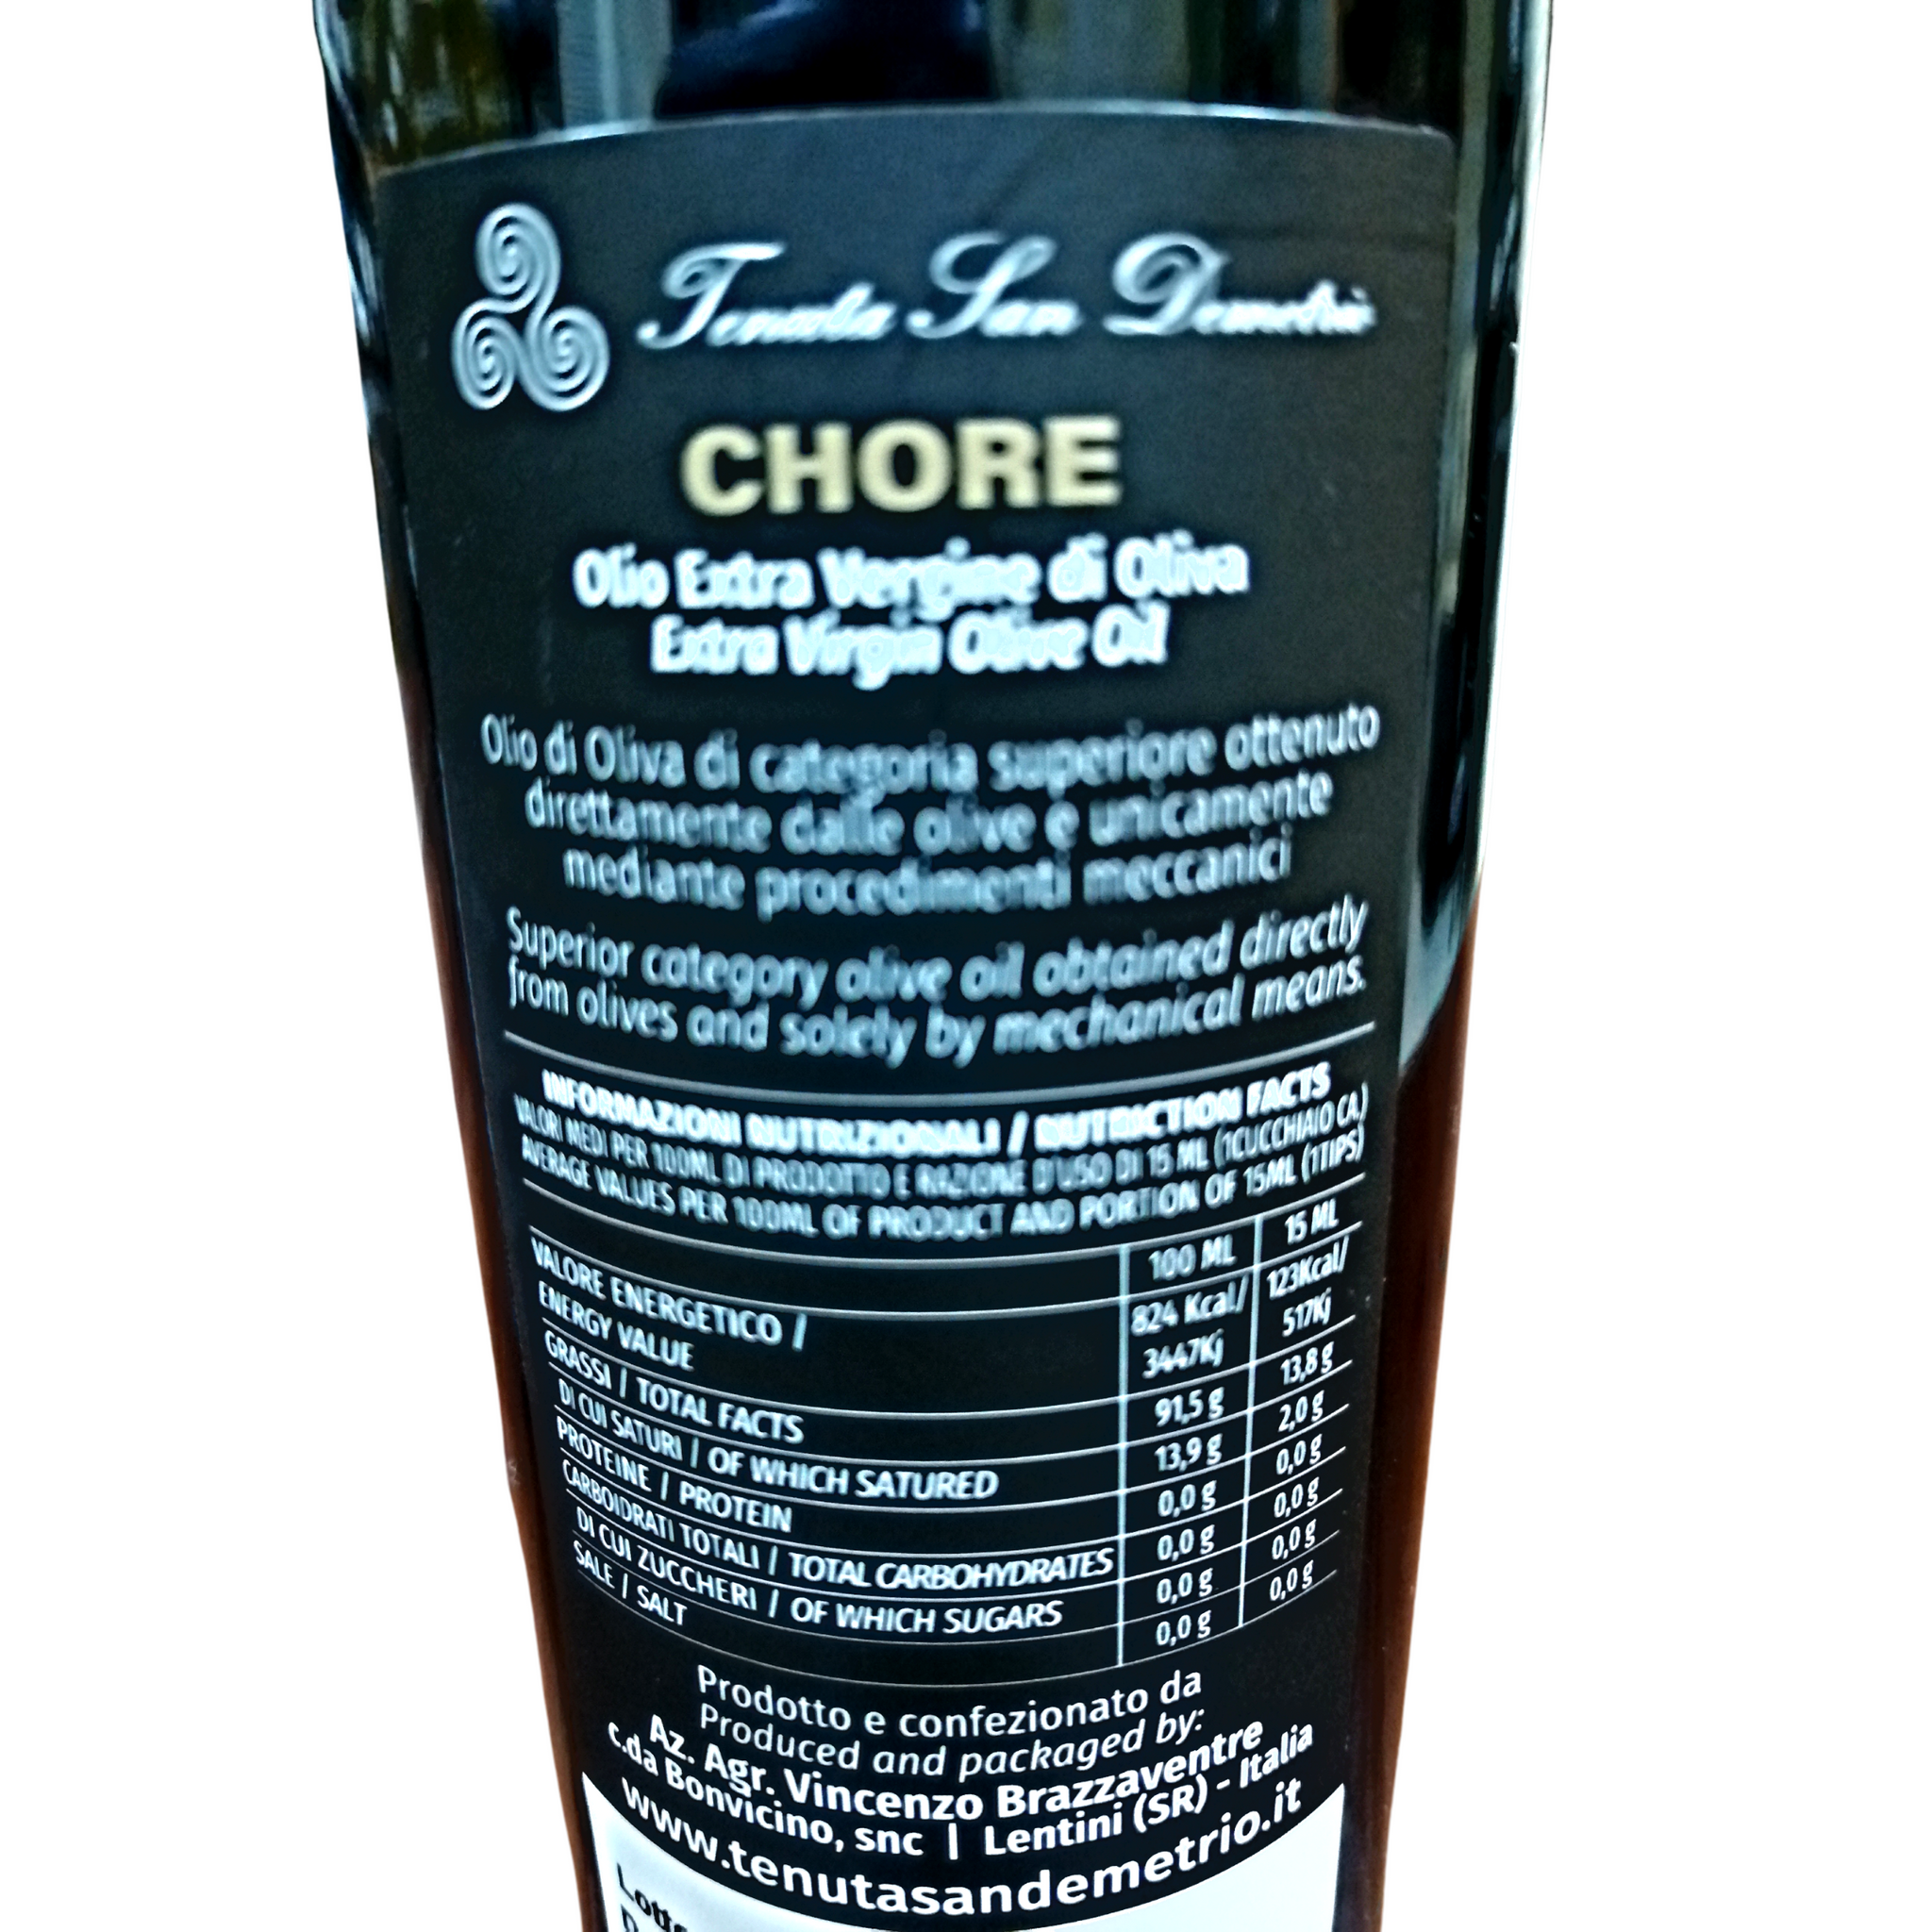 Tenuta San Demetrio
CHORE
Olio Extra Vergine di Oliva
Extra Virgin Olive Oil
Olio di Oliva di categoria superiore ottenuto
direttamente dalle olive e unicamente
mediante procedimenti meccanici
Superior category olive oil obtained directly
from olives and solely by mechanical means.
INFORMAZIONI NUTRIZIONALI / NUTRICTION FACTS
VALORI MEDI PER 100ML DI PRODOTTO E RAZIONE D'USO DI 15 ML (1CUCCHIAIO CA.)
AVERAGE VALUES PER 100ML OF PRODUCT AND PORTION OF 15ML (1TIPS)
100 ML 15 ML
VALORE ENERGETICO / 824 Kcal/ 123Kcal/
ENERGY VALUE 3447Kj 517Kj
GRASSI / TOTAL FACTS 91,5 g 13,8 g
DI CUI SATURI / OF WHICH SATURED 13,9 g 2,0 g
PROTEINE / PROTEIN 0,0 g 0,0 g
CARBOIDRATI TOTALI / TOTAL CARBOHYDRATES 0,0 g 0,0 g
DI CUI ZUCCHERI / OF WHICH SUGARS 0,0 g 0,0 g
SALE / SALT 0,0 g 0,0 g
Prodotto e confezionato da
Produced and packaged by:
Az. Agr. Vincenzo Brazzaventre
c.da Bonvicino, snc | Lentini (SR) - Italia
www.tenutasandemetrio.it